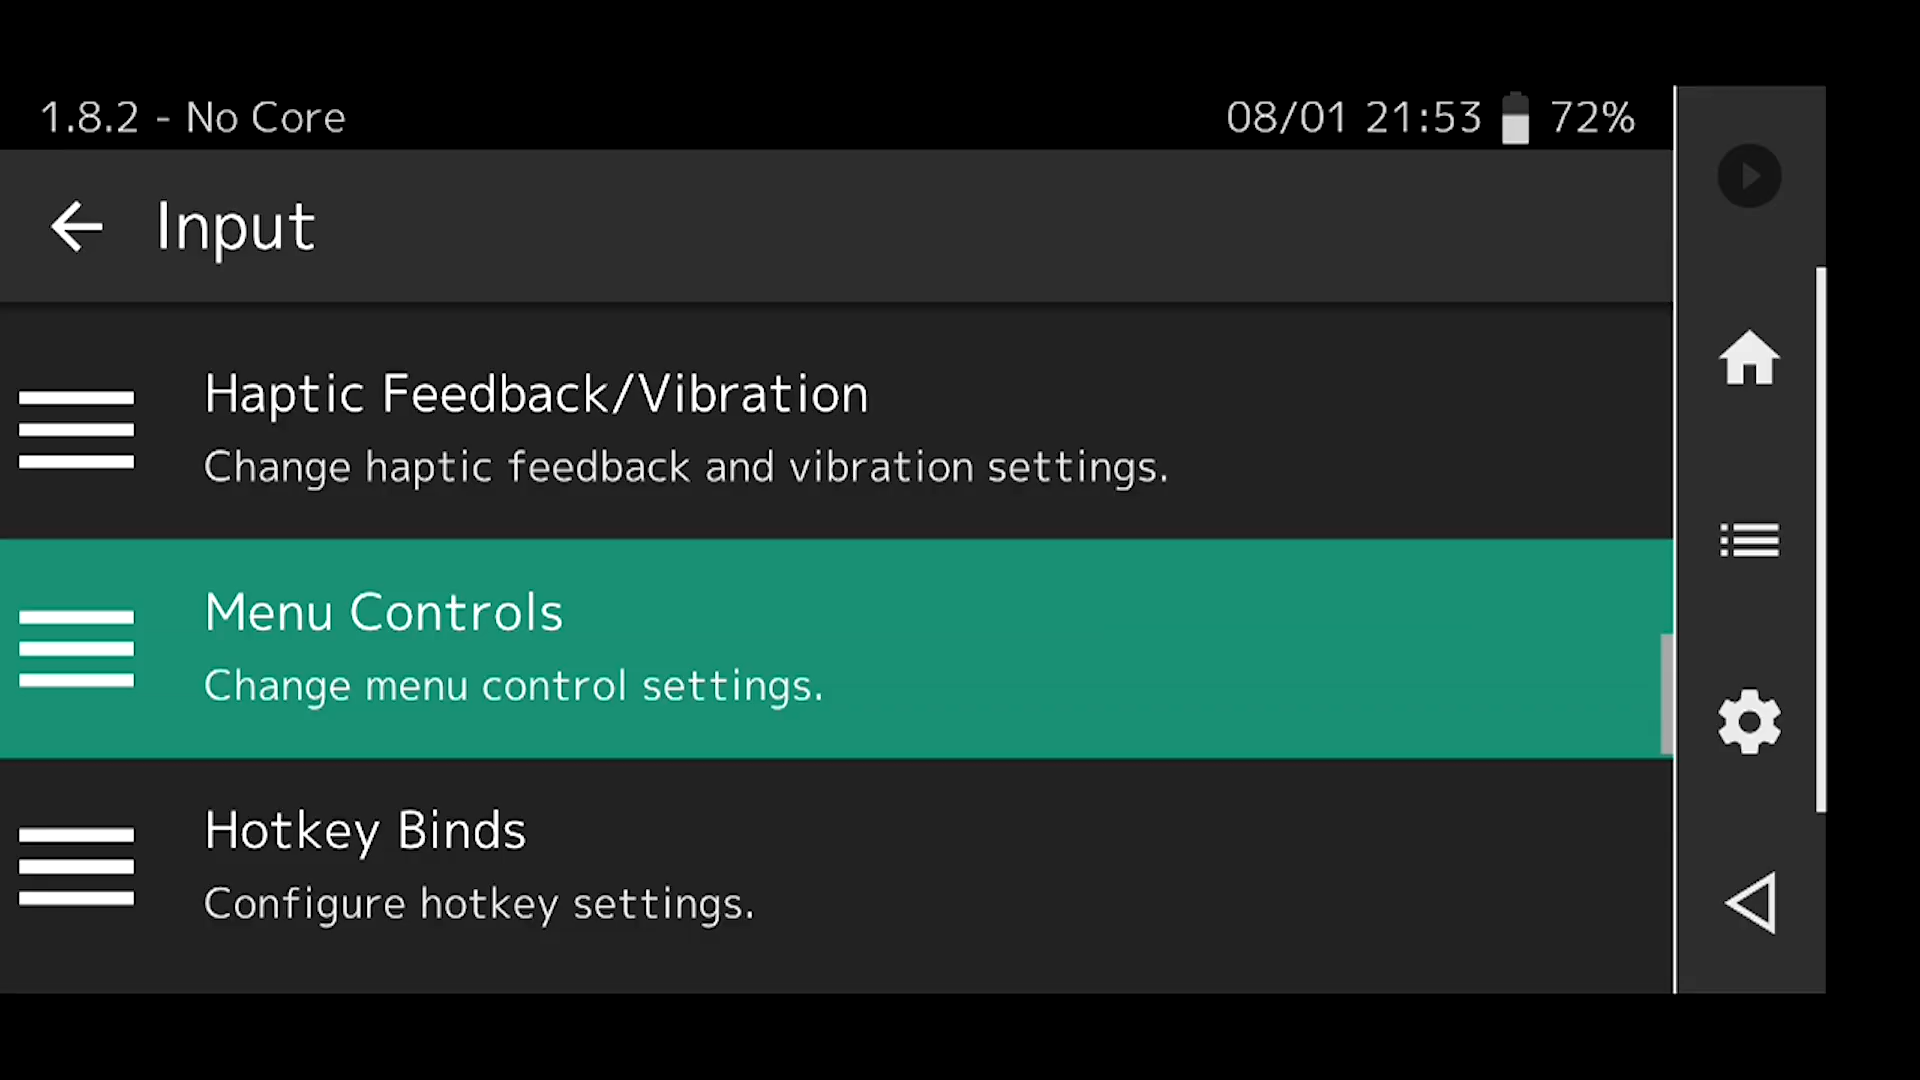 1.8.2 - No Core
08/01 21:53 72%
Input
Haptic Feedback/Vibration
Change haptic feedback and vibration settings.
Menu Controls
Change menu control settings.
Hotkey Binds
Configure hotkey settings.